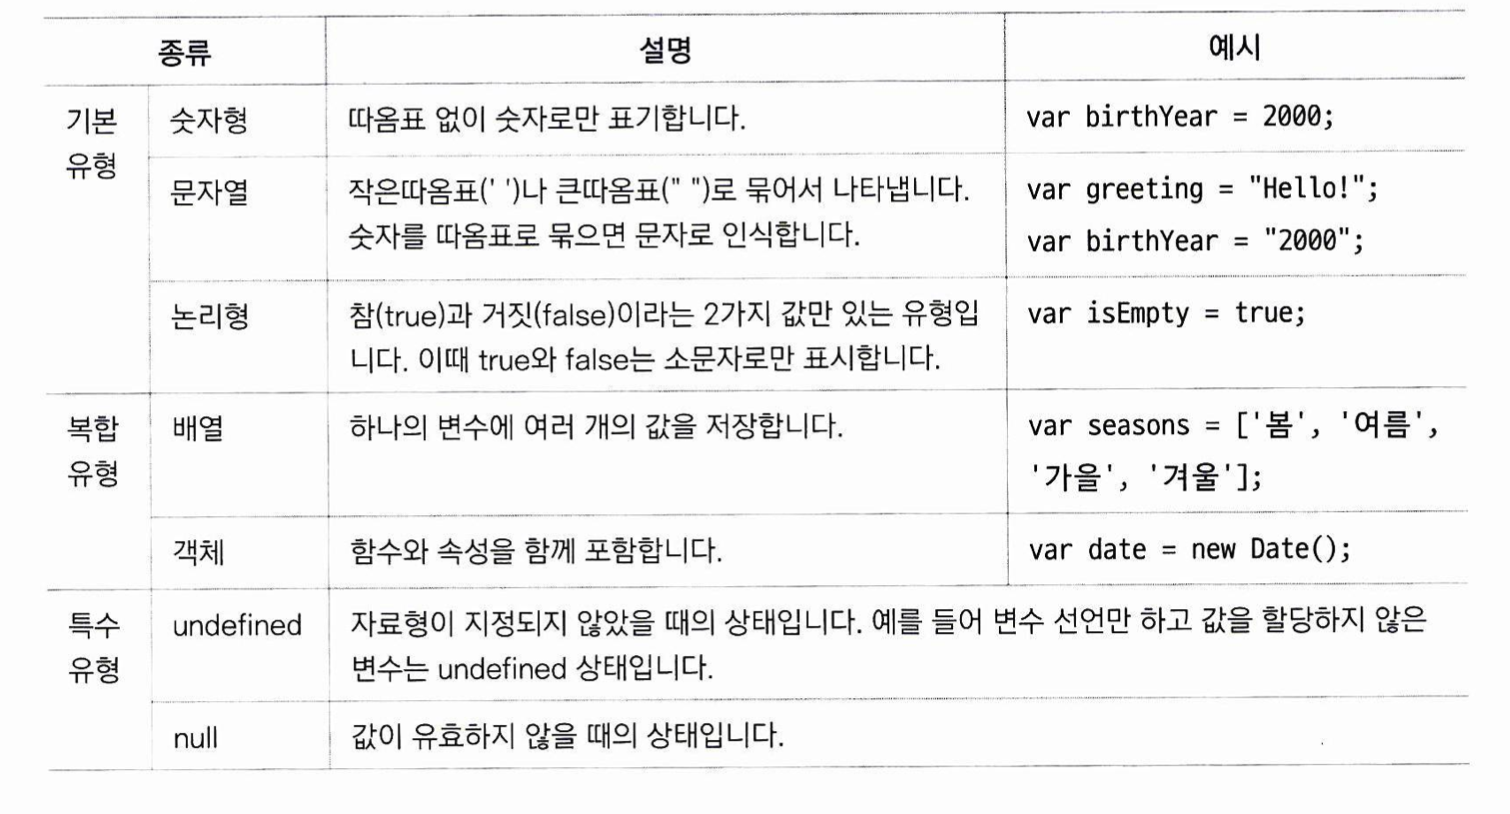 종류 설명 예시
기본 유형 숫자형 따옴표 없이 숫자로만 표기합니다. var birthYear = 2000;
문자열 작은따옴표(' ')나 큰따옴표(" ")로 묶어서 나타냅니다. var greeting = "Hello!";
숫자를 따옴표로 묶으면 문자로 인식합니다. var birthYear = "2000";
논리형 참(true)과 거짓(false)이라는 2가지 값만 있는 유형입 var isEmpty = true;
니다. 이때 true와 false는 소문자로만 표시합니다.
복합 유형 배열 하나의 변수에 여러 개의 값을 저장합니다. var seasons = ['봄', '여름',
'가을', '겨울'];
객체 함수와 속성을 함께 포함합니다. var date = new Date();
특수 유형 undefined 자료형이 지정되지 않았을 때의 상태입니다. 예를 들어 변수 선언만 하고 값을 할당하지 않은
변수는 undefined 상태입니다.
null 값이 유효하지 않을 때의 상태입니다.